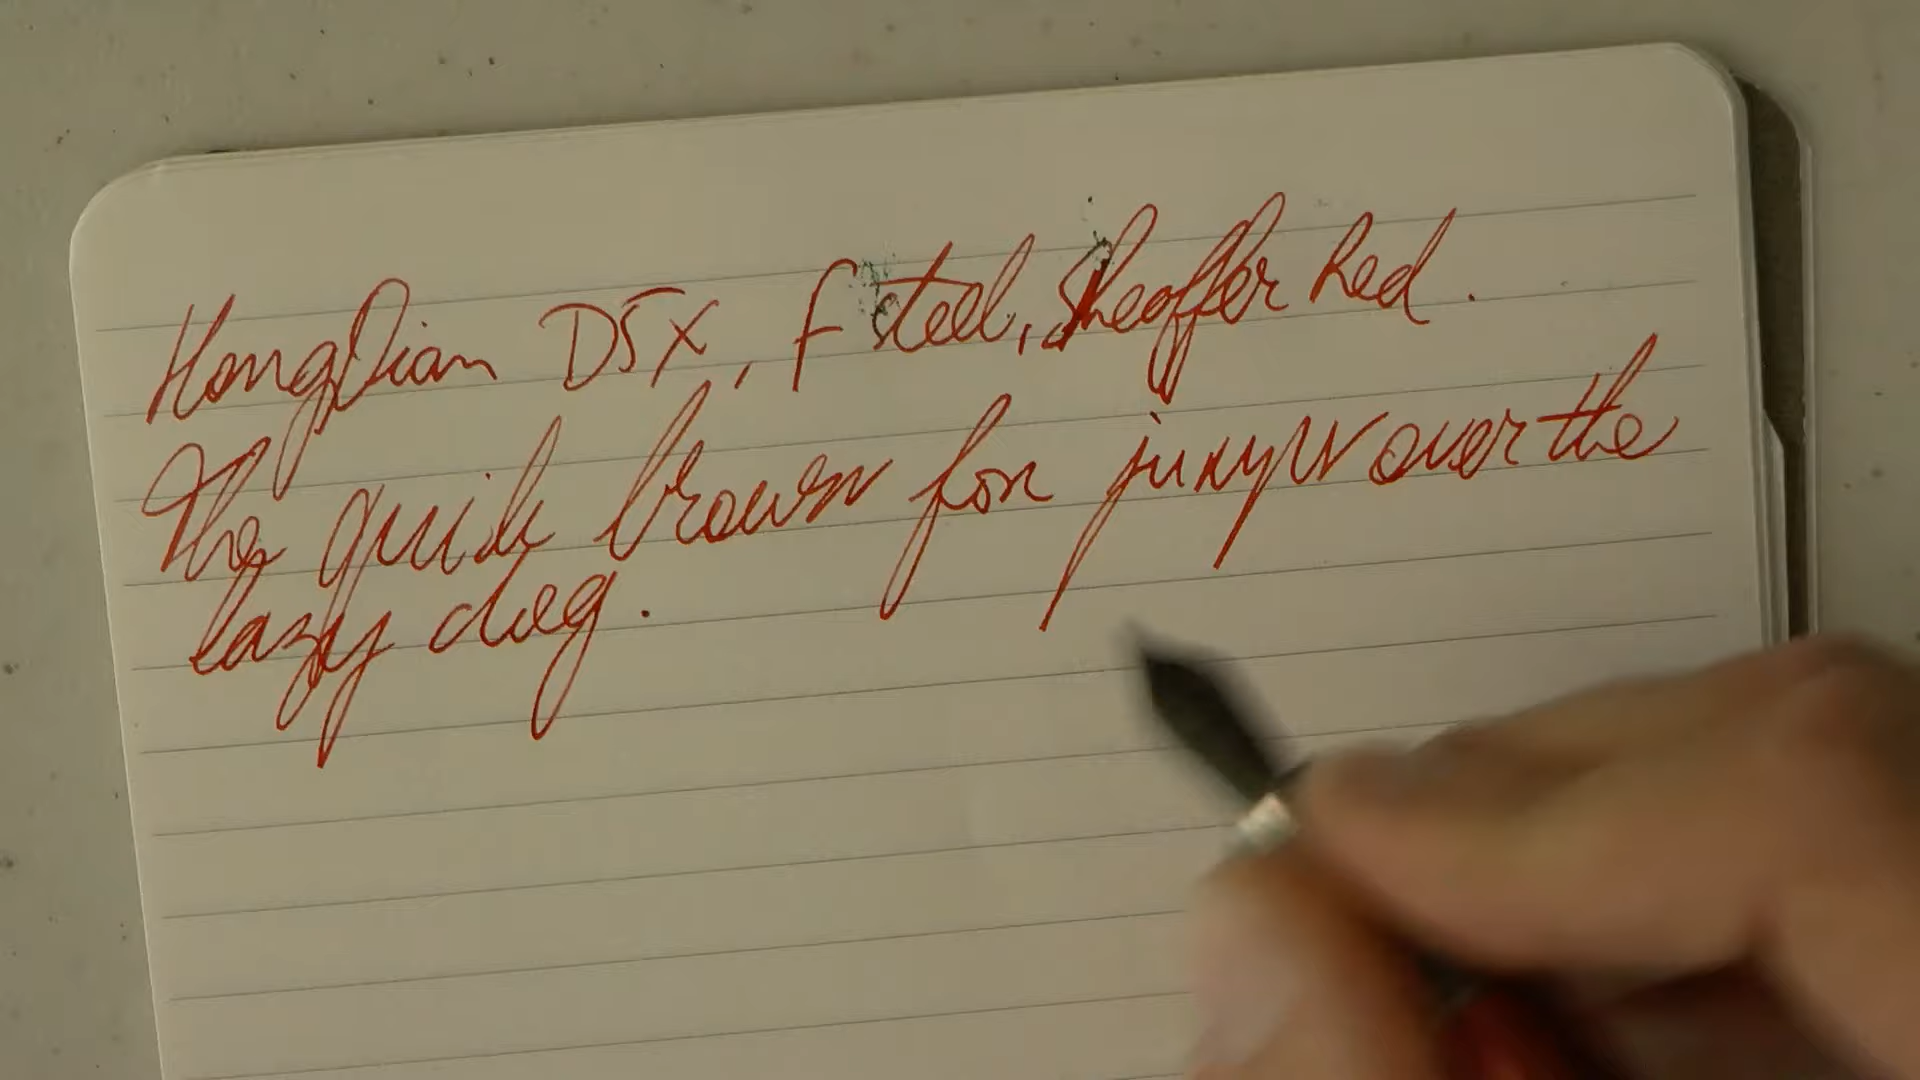 HongDian D5X, F steel, Sheaffer Red.
The quick brown fox jumps over the
lazy dog.